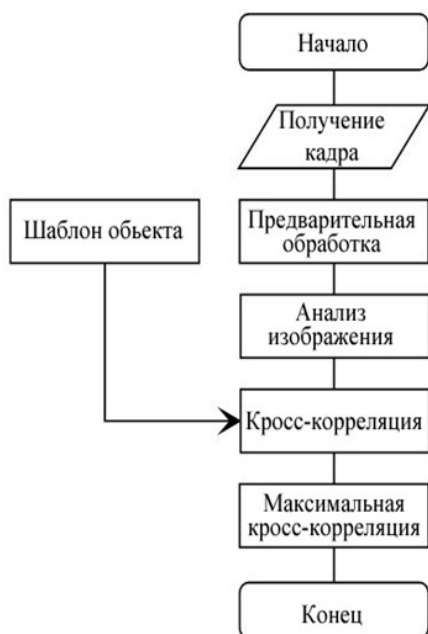 Начало
Получение
кадра
Шаблон обьекта
Предварительная
обработка
Анализ
изображения
Кросс-корреляция
Максимальная
кросс-корреляция
Конец